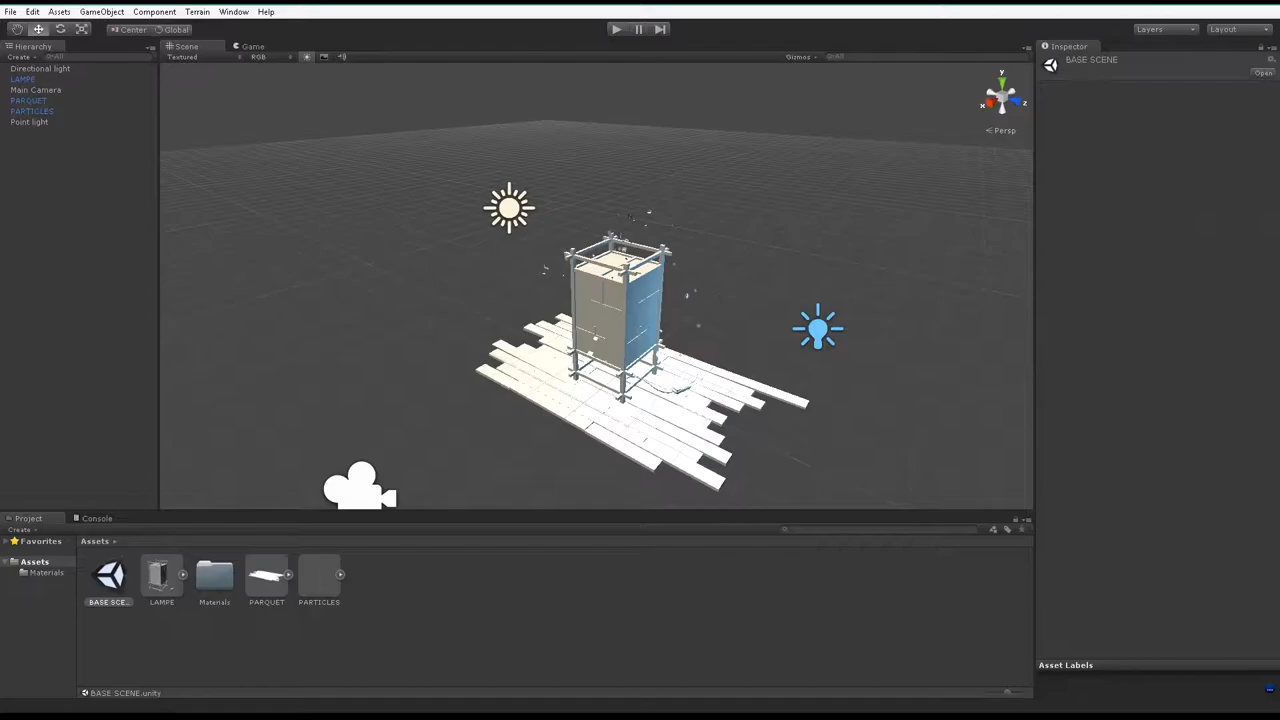 File Edit Assets GameObject Component Terrain Window Help
Center Global Layers Layout
Hierarchy Scene Game Inspector
Create All Textured RGB Gizmos All BASE SCENE
Open
Directional light
LAMPE
Main Camera
PARQUET
PARTICLES
Point light
y
x z
Persp
Project Console
Create
Favorites Assets
Assets
Materials
BASE SCE... LAMPE Materials PARQUET PARTICLES
Asset Labels
BASE SCENE.unity